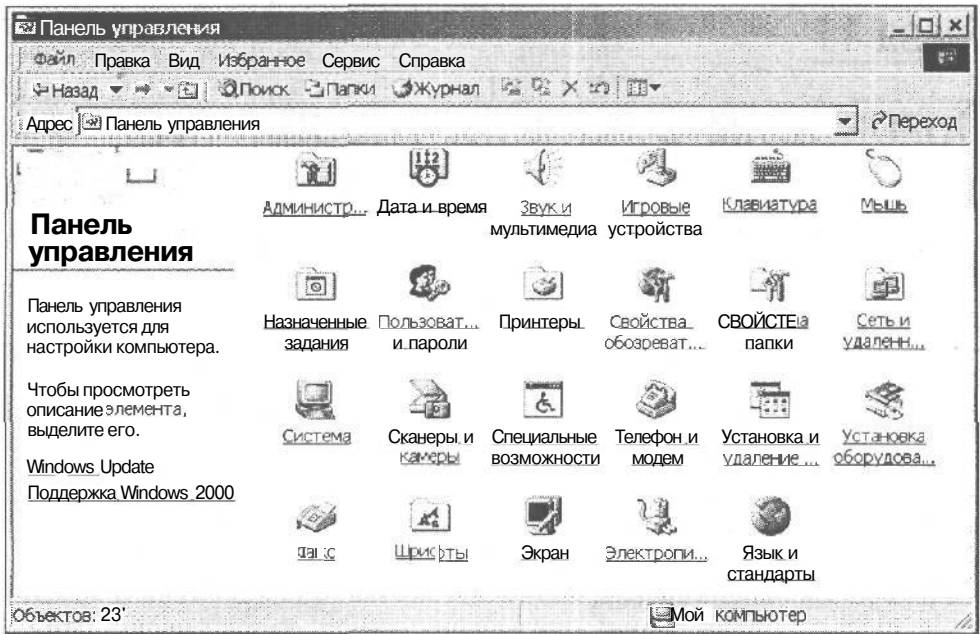 Панель управления
Файл Правка Вид Избранное Сервис Справка
Назад Поиск Папки Журнал
Адрес Панель управления Переход
Панель
управления
Панель управления
используется для
настройки компьютера.
Чтобы просмотреть
описание элемента,
выделите его.
Windows Update
Поддержка Windows 2000
Администр... Дата и время Звук и
мультимедиа Игровые
устройства Клавиатура Мышь
Назначенные
задания Пользоват...
и пароли Принтеры Свойства
обозреват... СВОЙСТЕа
папки Сеть и
удаленн...
Система Сканеры и
камеры Специальные
возможности Телефон и
модем Установка и
удаление ... Установка
оборудова...
Шрифты Экран Электропи... Язык и
стандарты
Объектов: 23' Мой компьютер